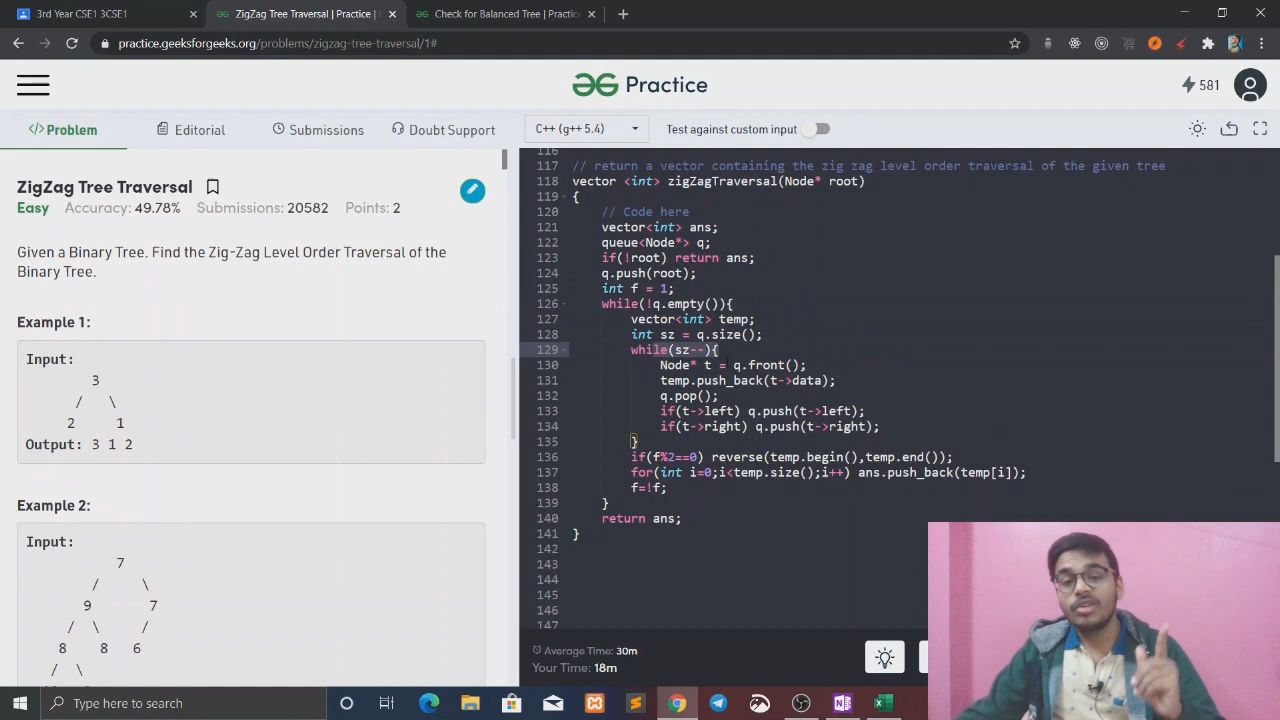 3rd Year CSE1 3CSE1
ZigZag Tree Traversal | Practice |
Check for Balanced Tree | Practic
practice.geeksforgeeks.org/problems/zigzag-tree-traversal/1#
Practice
581
Problem
Editorial
Submissions
Doubt Support
C++ (g++ 5.4)
Test against custom input
ZigZag Tree Traversal
Easy Accuracy: 49.78% Submissions: 20582 Points: 2
Given a Binary Tree. Find the Zig-Zag Level Order Traversal of the
Binary Tree.
Example 1:
Input:
3
/ \
2 1
Output: 3 1 2
Example 2:
Input:
7
/ \
9 7
/ \ /
8 8 6
/ \
116
117 // return a vector containing the zig zag level order traversal of the given tree
118 vector <int> zigZagTraversal(Node* root)
119 {
120 // Code here
121 vector<int> ans;
122 queue<Node*> q;
123 if(!root) return ans;
124 q.push(root);
125 int f = 1;
126 while(!q.empty()){
127 vector<int> temp;
128 int sz = q.size();
129 while(sz--){
130 Node* t = q.front();
131 temp.push_back(t->data);
132 q.pop();
133 if(t->left) q.push(t->left);
134 if(t->right) q.push(t->right);
135 }
136 if(f%2==0) reverse(temp.begin(),temp.end());
137 for(int i=0;i<temp.size();i++) ans.push_back(temp[i]);
138 f=!f;
139 }
140 return ans;
141 }
142
143
144
145
146
147
Average Time: 30m
Your Time: 18m
Type here to search